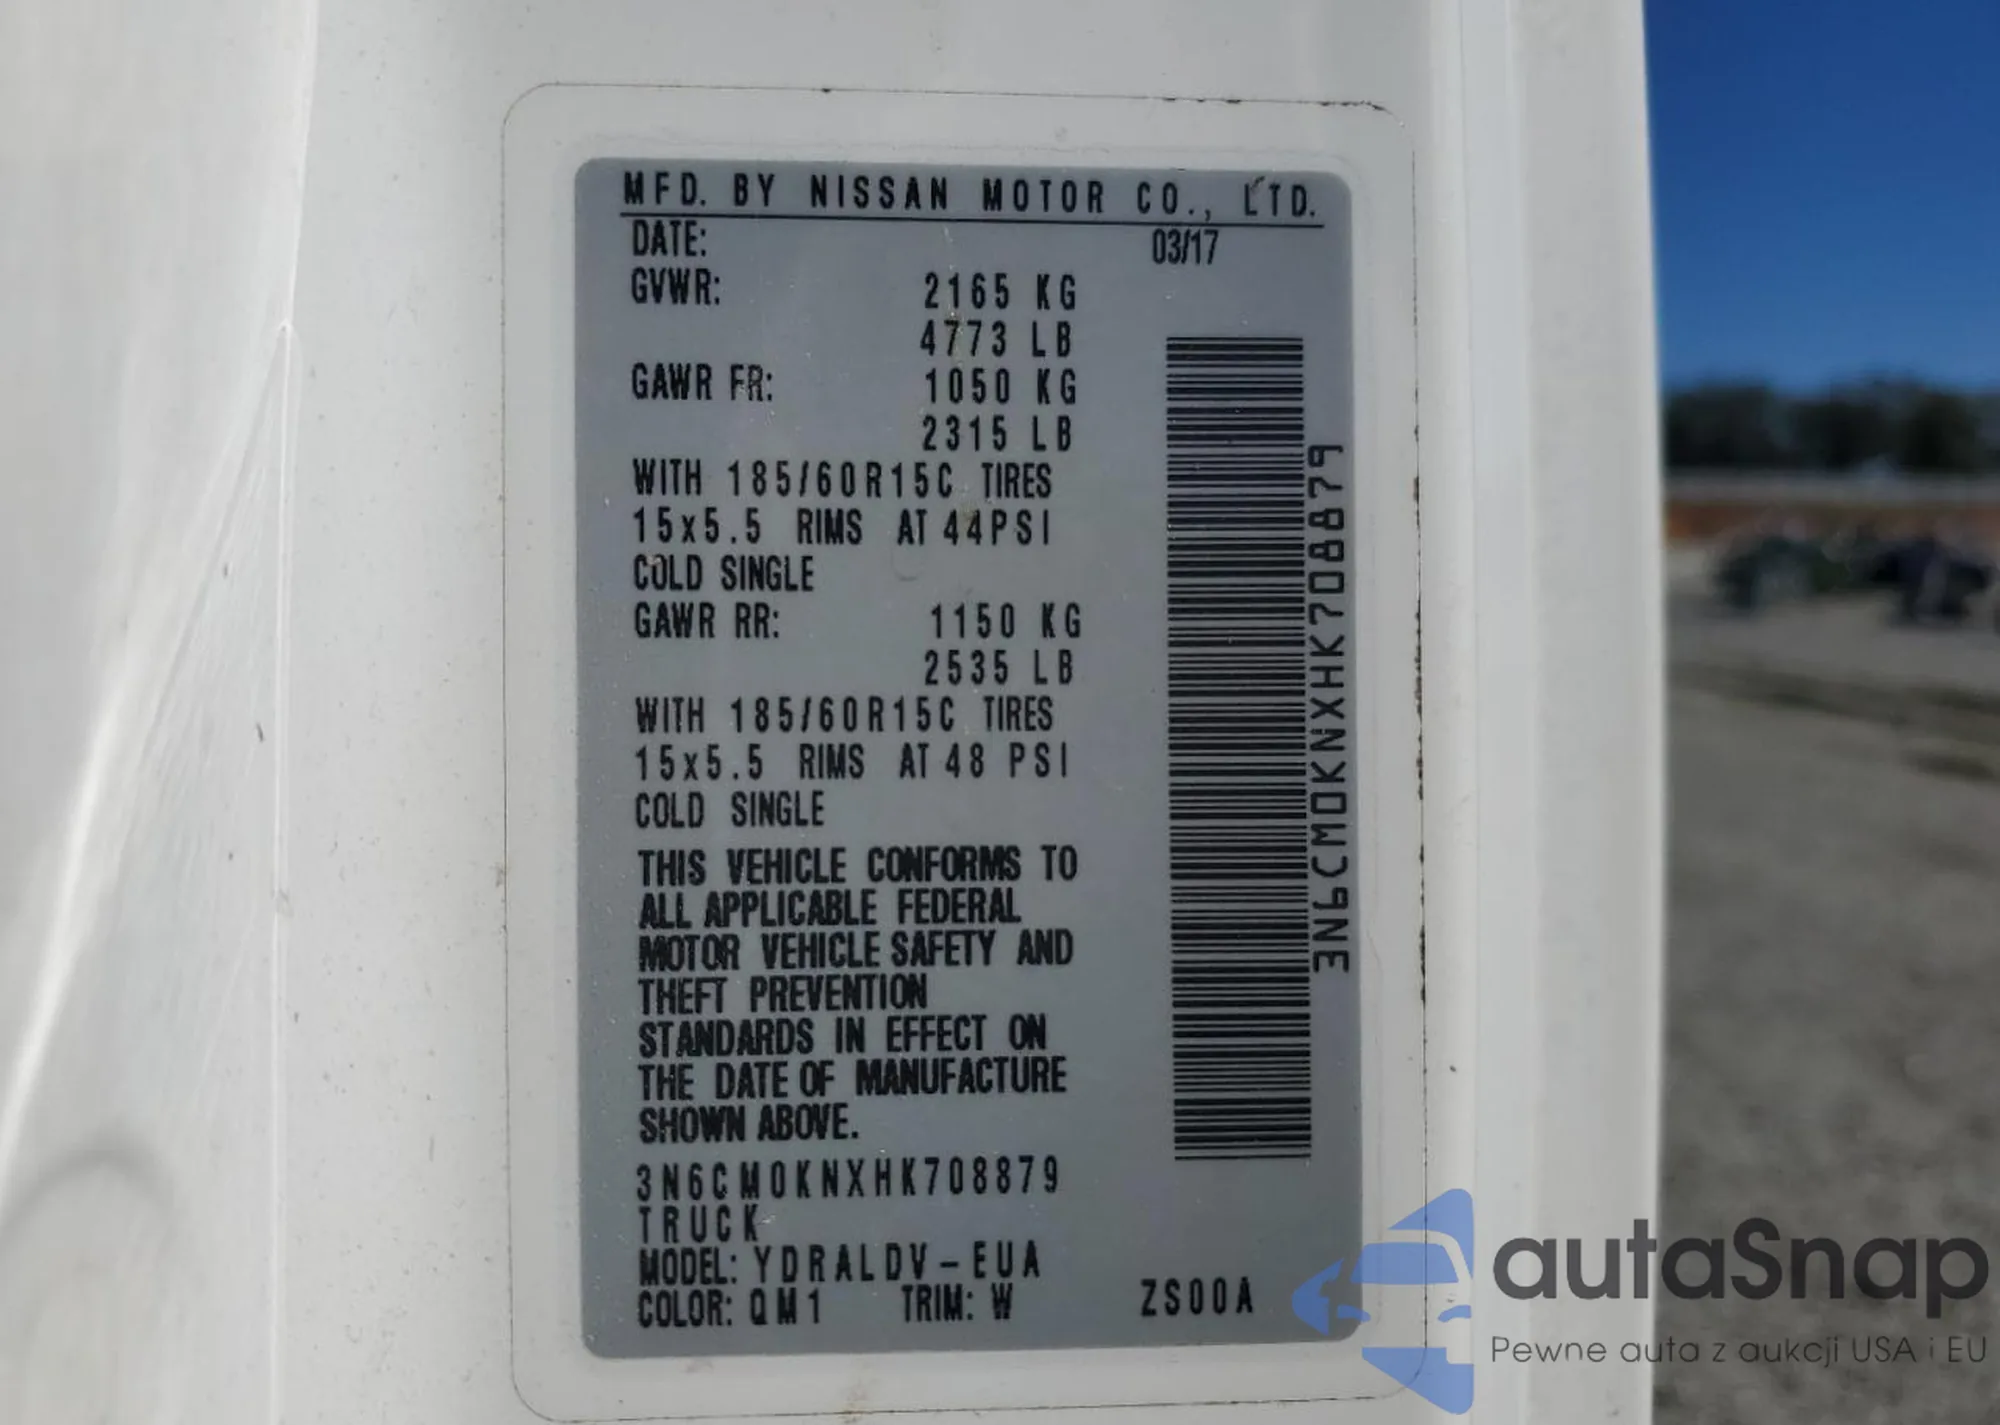 MFD. BY NISSAN MOTOR CO., LTD.
DATE: 03/17
GVWR: 2165 KG
4773 LB
GAWR FR: 1050 KG
2315 LB
WITH 185/60R15C TIRES
15x5.5 RIMS AT 44PSI
COLD SINGLE
GAWR RR: 1150 KG
2535 LB
WITH 185/60R15C TIRES
15x5.5 RIMS AT 48 PSI
COLD SINGLE
THIS VEHICLE CONFORMS TO
ALL APPLICABLE FEDERAL
MOTOR VEHICLE SAFETY AND
THEFT PREVENTION
STANDARDS IN EFFECT ON
THE DATE OF MANUFACTURE
SHOWN ABOVE.
3N6CM0KNXHK708879
TRUCK
MODEL: YDRALDV-EUA
COLOR: QM1 TRIM: W ZS00A
3N6CM0KNXHK708879
autaSnap
Pewne auta z aukcji USA i EU